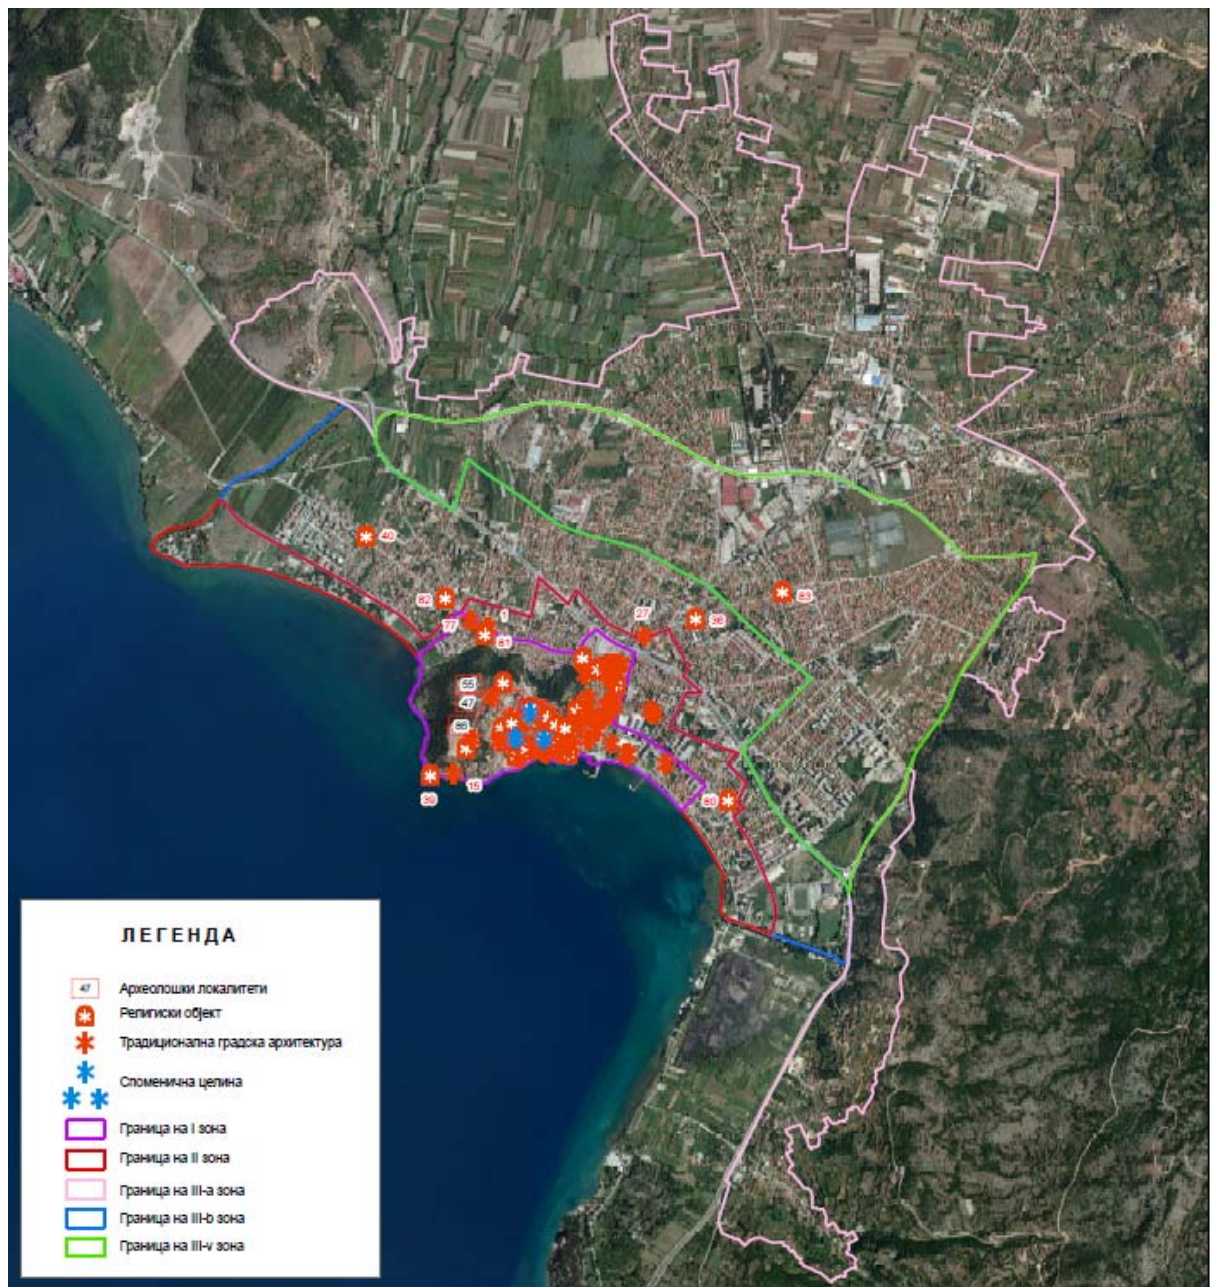 40
82
83
77
1
27
36
81
55
47
86
15
39
80
ЛЕГЕНДА
47 Археолошки локалитети
Религиски објект
Традиционална градска архитектура
Споменична целина
Граница на I зона
Граница на II зона
Граница на III-a зона
Граница на III-b зона
Граница на III-v зона